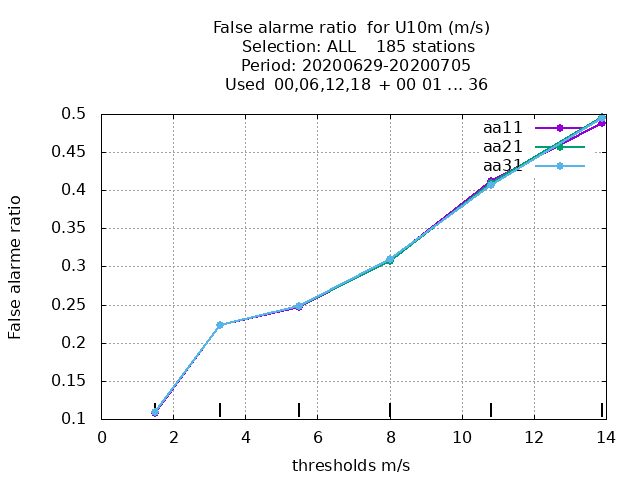 False alarme ratio  for U10m (m/s)
Selection: ALL    185 stations
Period: 20200629-20200705
Used  00,06,12,18  + 00 01 ... 36
aa11
aa21
aa31
False alarme ratio
0.5
0.45
0.4
0.35
0.3
0.25
0.2
0.15
0.1
0 2 4 6 8 10 12 14
thresholds m/s